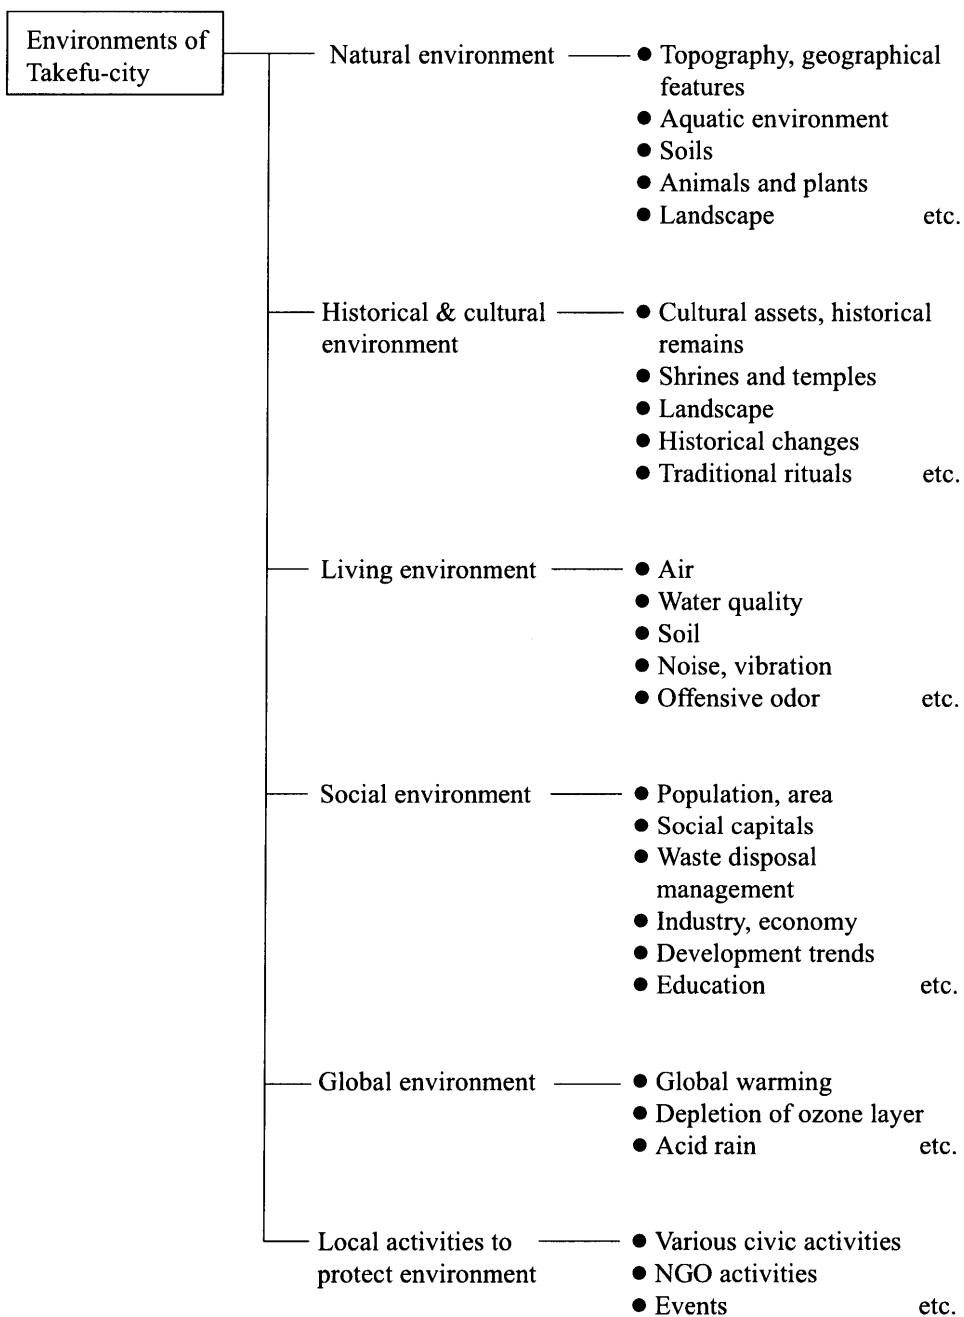 Environments of
Takefu-city
Natural environment
● Topography, geographical
features
● Aquatic environment
● Soils
● Animals and plants
● Landscape etc.
Historical & cultural
environment
● Cultural assets, historical
remains
● Shrines and temples
● Landscape
● Historical changes
● Traditional rituals etc.
Living environment
● Air
● Water quality
● Soil
● Noise, vibration
● Offensive odor etc.
Social environment
● Population, area
● Social capitals
● Waste disposal
management
● Industry, economy
● Development trends
● Education etc.
Global environment
● Global warming
● Depletion of ozone layer
● Acid rain etc.
Local activities to
protect environment
● Various civic activities
● NGO activities
● Events etc.